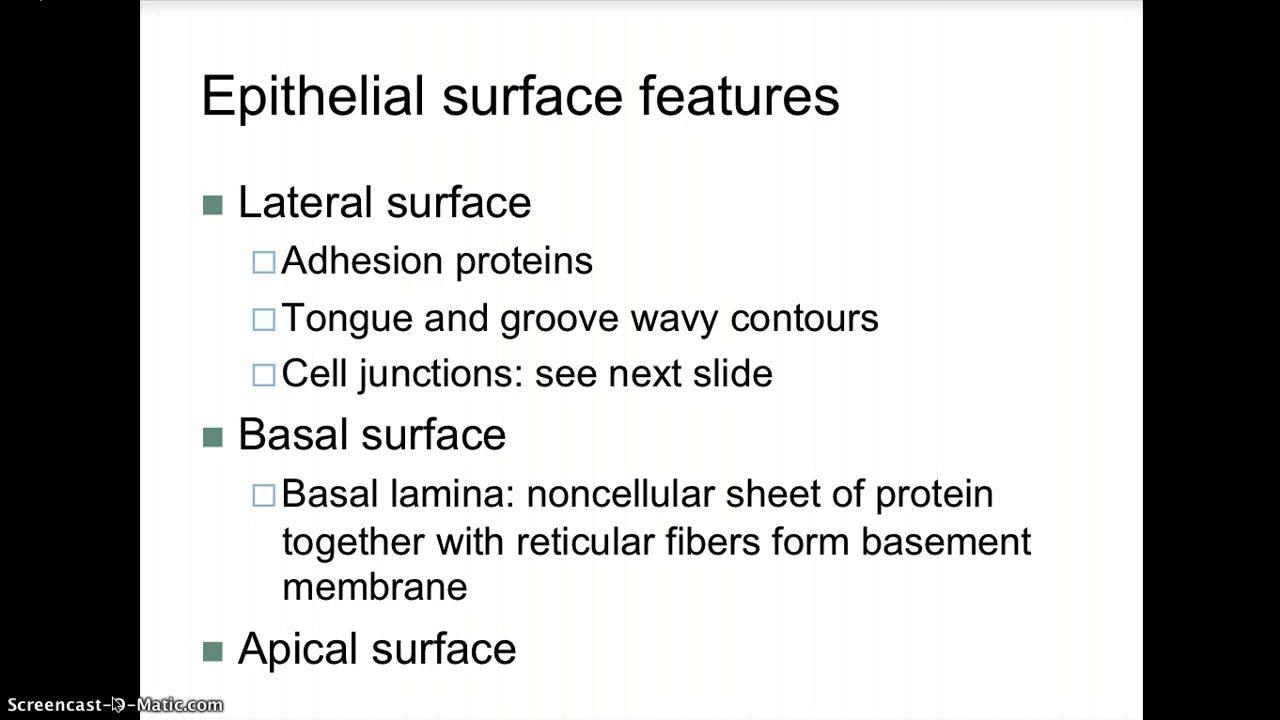 Epithelial surface features
Lateral surface
Adhesion proteins
Tongue and groove wavy contours
Cell junctions: see next slide
Basal surface
Basal lamina: noncellular sheet of protein
together with reticular fibers form basement
membrane
Apical surface
Screencast-O-Matic.com